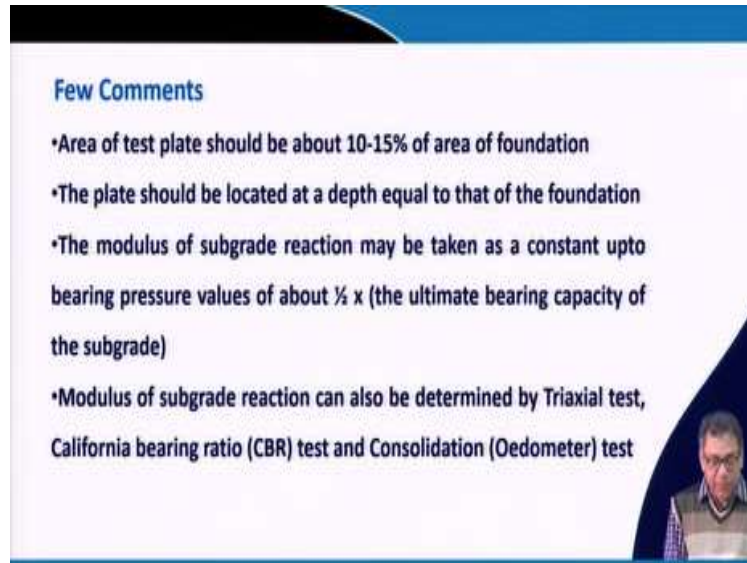 Few Comments
•Area of test plate should be about 10-15% of area of foundation
•The plate should be located at a depth equal to that of the foundation
•The modulus of subgrade reaction may be taken as a constant upto
bearing pressure values of about ½ x (the ultimate bearing capacity of
the subgrade)
•Modulus of subgrade reaction can also be determined by Triaxial test,
California bearing ratio (CBR) test and Consolidation (Oedometer) test